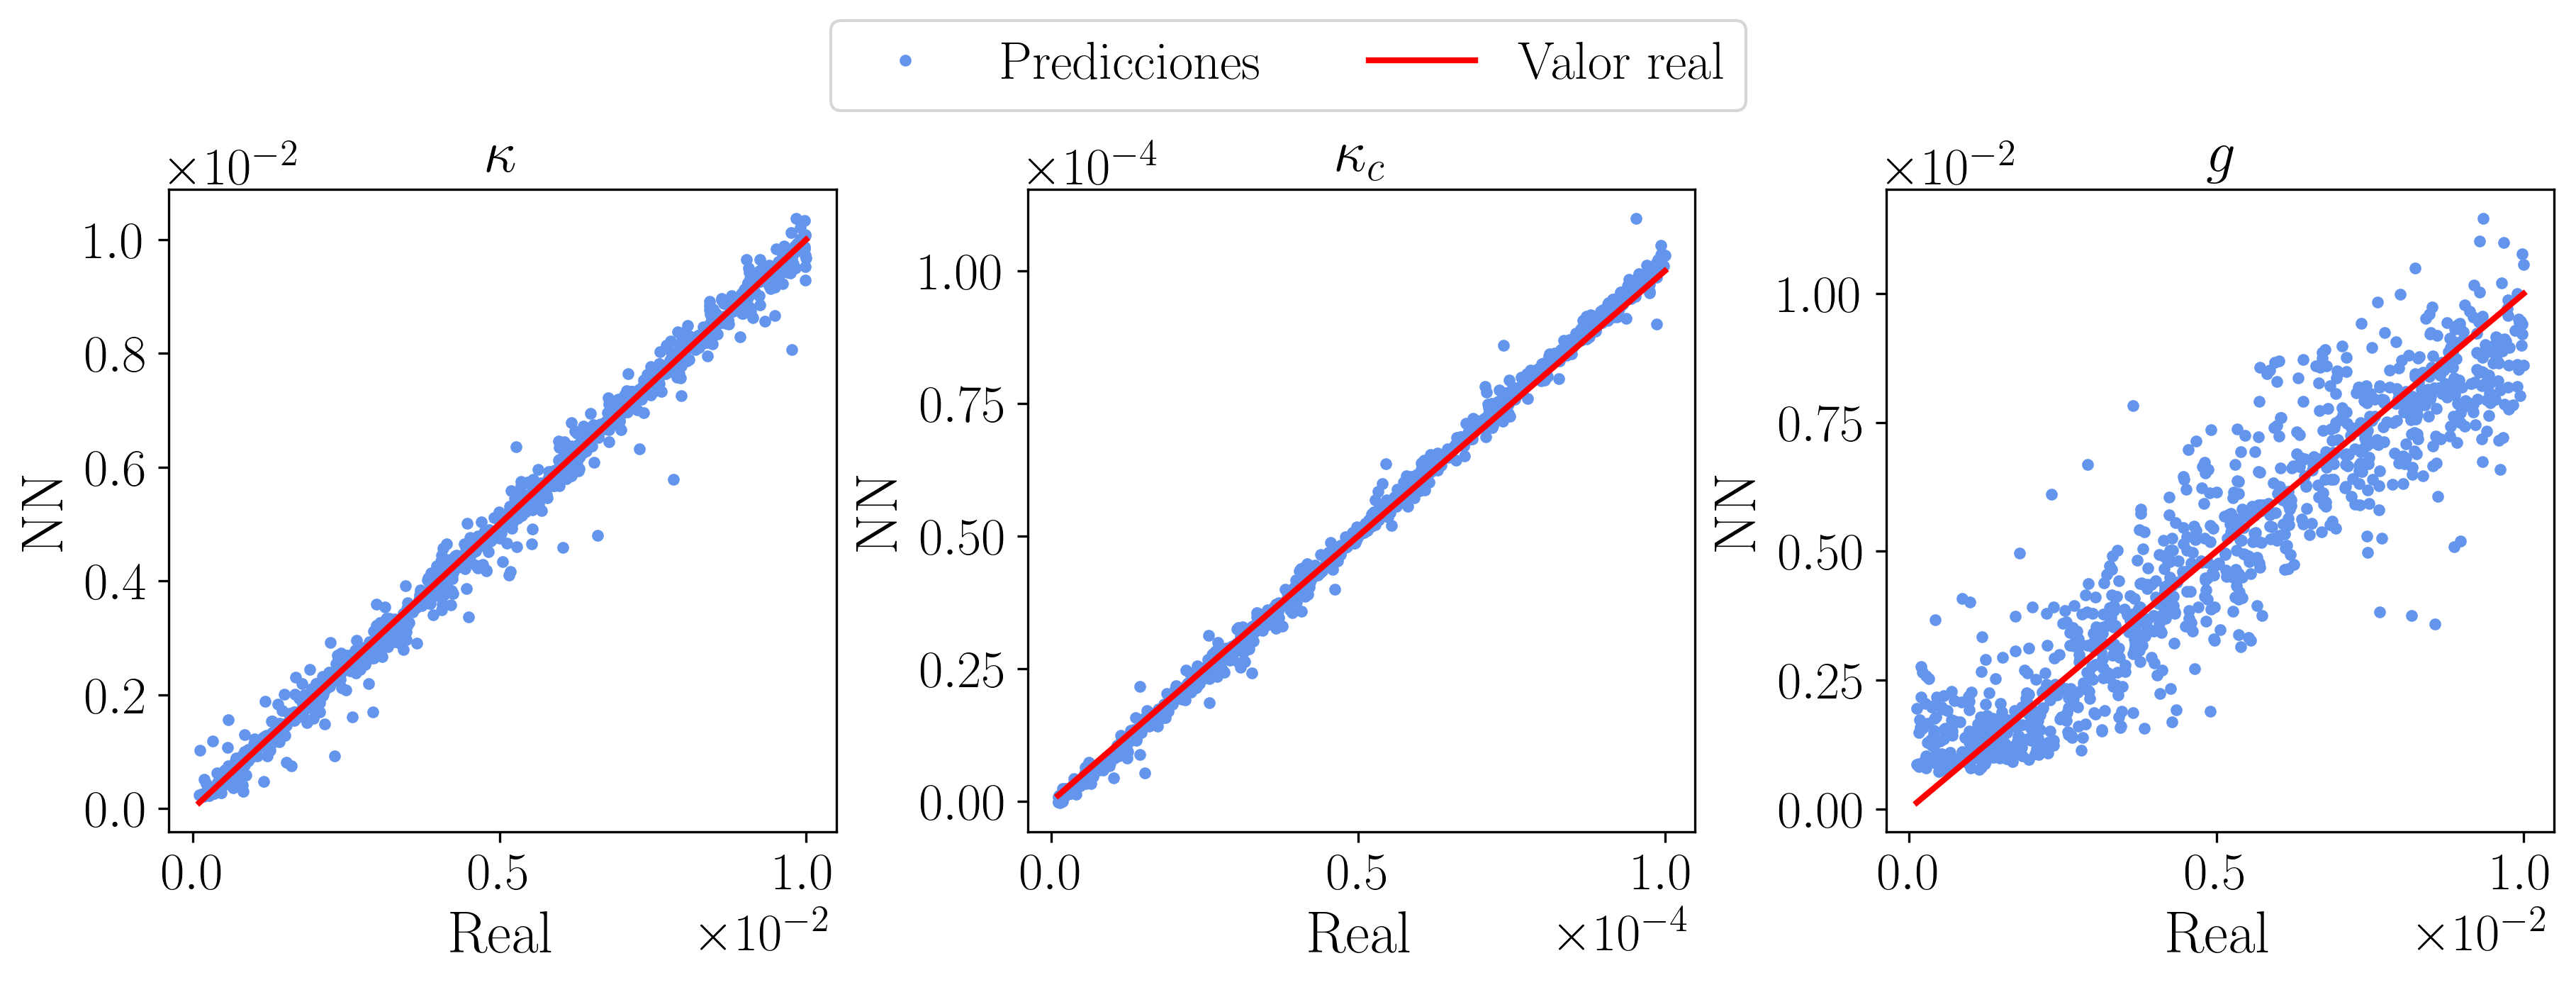 Predicciones Valor real
×10⁻² κ
1.0
0.8
0.6
0.4
0.2
0.0
NN
0.0 0.5 1.0
Real ×10⁻²
×10⁻⁴ κ_c
1.00
0.75
0.50
0.25
0.00
NN
0.0 0.5 1.0
Real ×10⁻⁴
×10⁻² g
1.00
0.75
0.50
0.25
0.00
NN
0.0 0.5 1.0
Real ×10⁻²